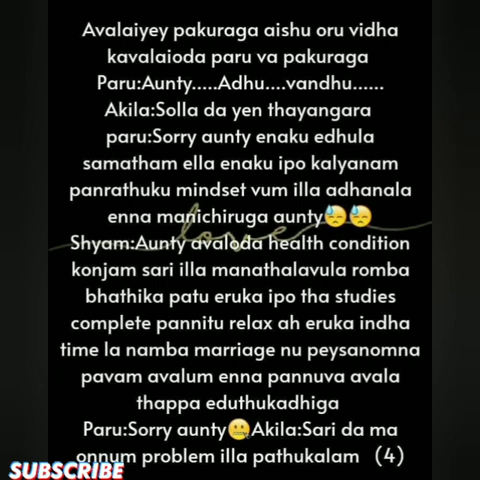 Avalaiyey pakuraga aishu oru vidha
kavalaioda paru va pakuraga
Paru:Aunty.....Adhu....vandhu......
Akila:Solla da yen thayangara
paru:Sorry aunty enaku edhula
samatham ella enaku ipo kalyanam
panrathuku mindset vum illa adhanala
enna manichiruga aunty😓😓
love
Shyam:Aunty avaloda health condition
konjam sari illa manathalavula romba
bhathika patu eruka ipo tha studies
complete pannitu relax ah eruka indha
time la namba marriage nu peysanomna
pavam avalum enna pannuva avala
thappa eduthukadhiga
Paru:Sorry aunty🤐Akila:Sari da ma
onnum problem illa pathukalam (4)
SUBSCRIBE